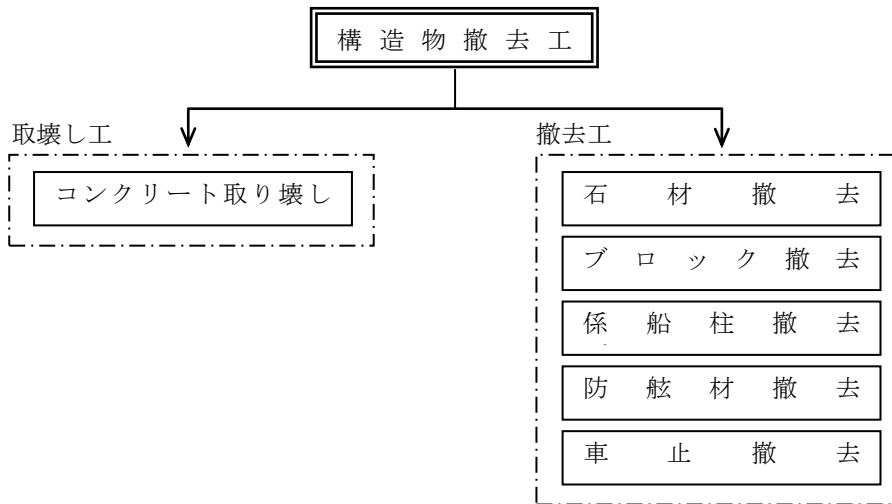 構造物撤去工
取壊し工
コンクリート取り壊し
撤去工
石材撤去
ブロック撤去
係船柱撤去
防舷材撤去
車止撤去